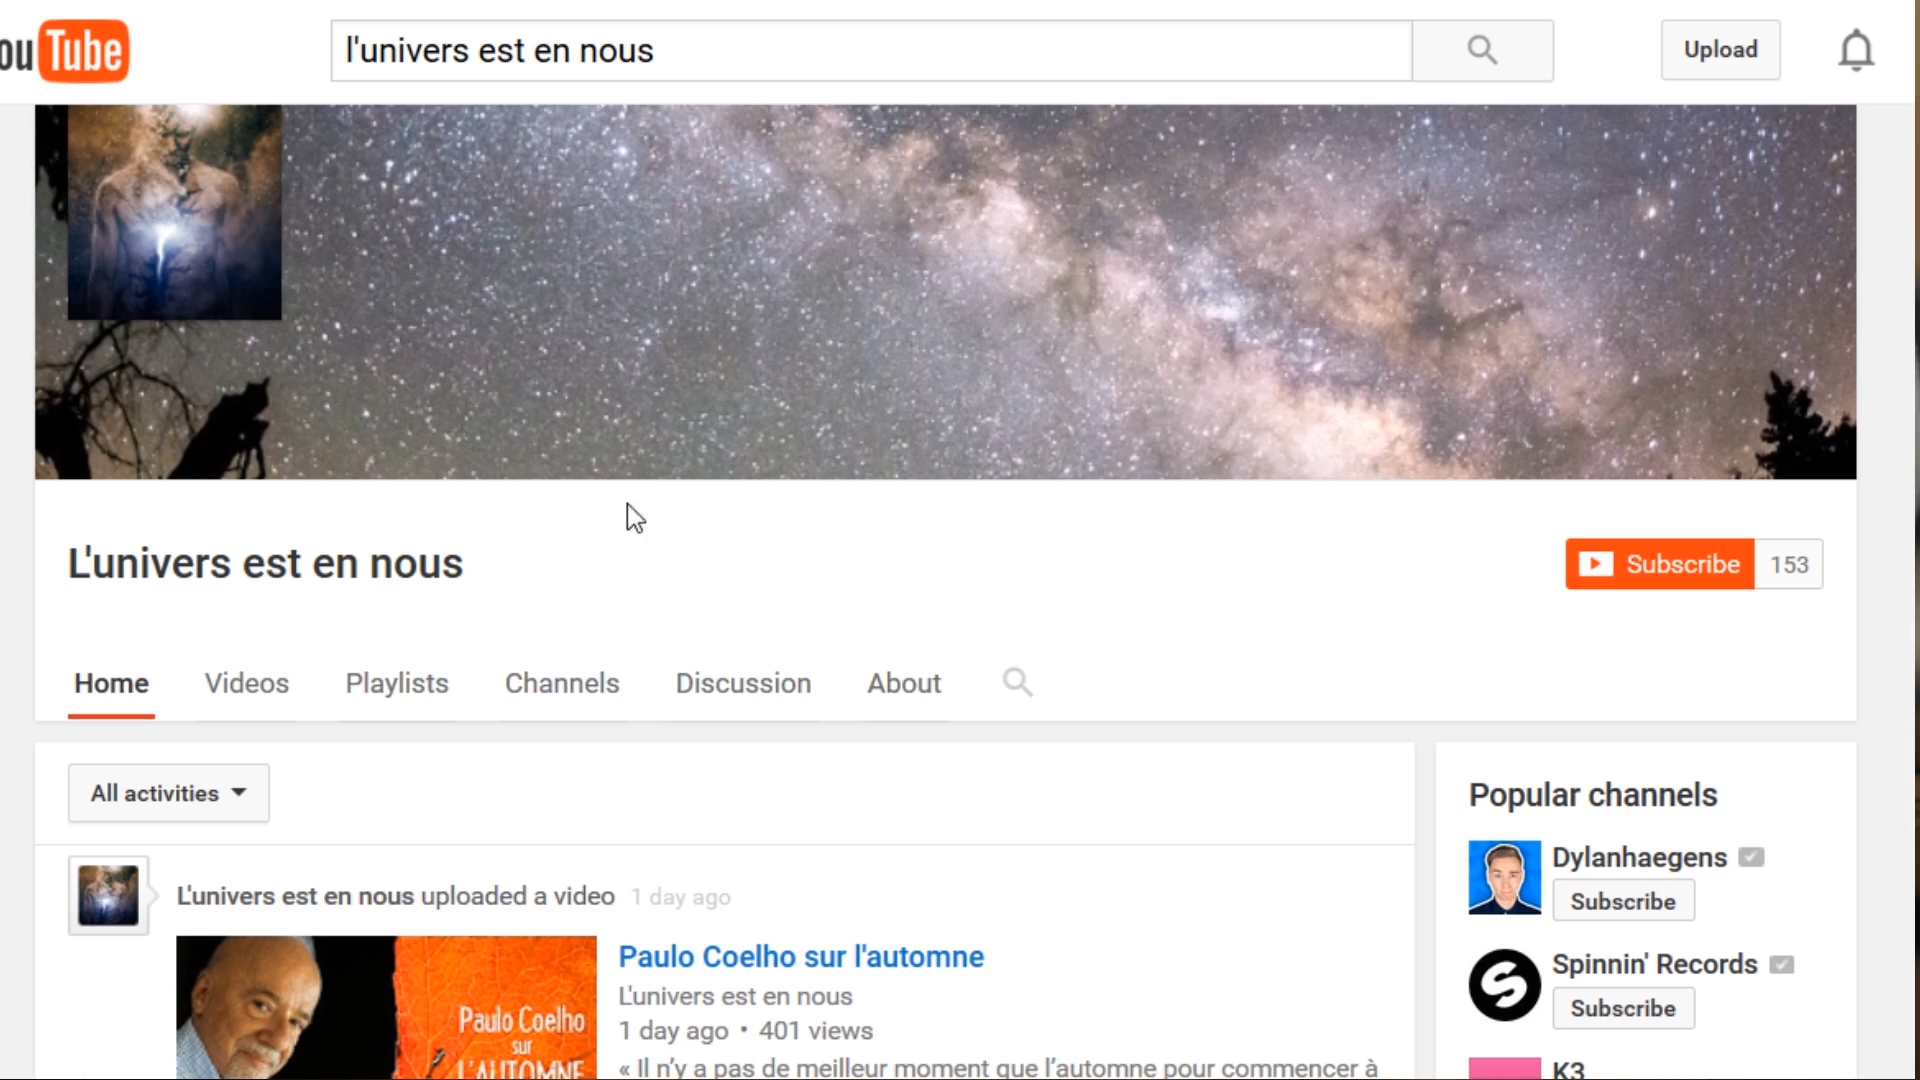 ouTube
l'univers est en nous
Upload
L'univers est en nous
Subscribe 153
Home Videos Playlists Channels Discussion About
All activities
Popular channels
Dylanhaegens
Subscribe
L'univers est en nous uploaded a video 1 day ago
Paulo Coelho sur l'automne
L'univers est en nous
1 day ago • 401 views
« Il n’y a pas de meilleur moment que l’automne pour commencer à
Paulo Coelho
sur
L'AUTOMNE
Spinnin' Records
Subscribe
K3